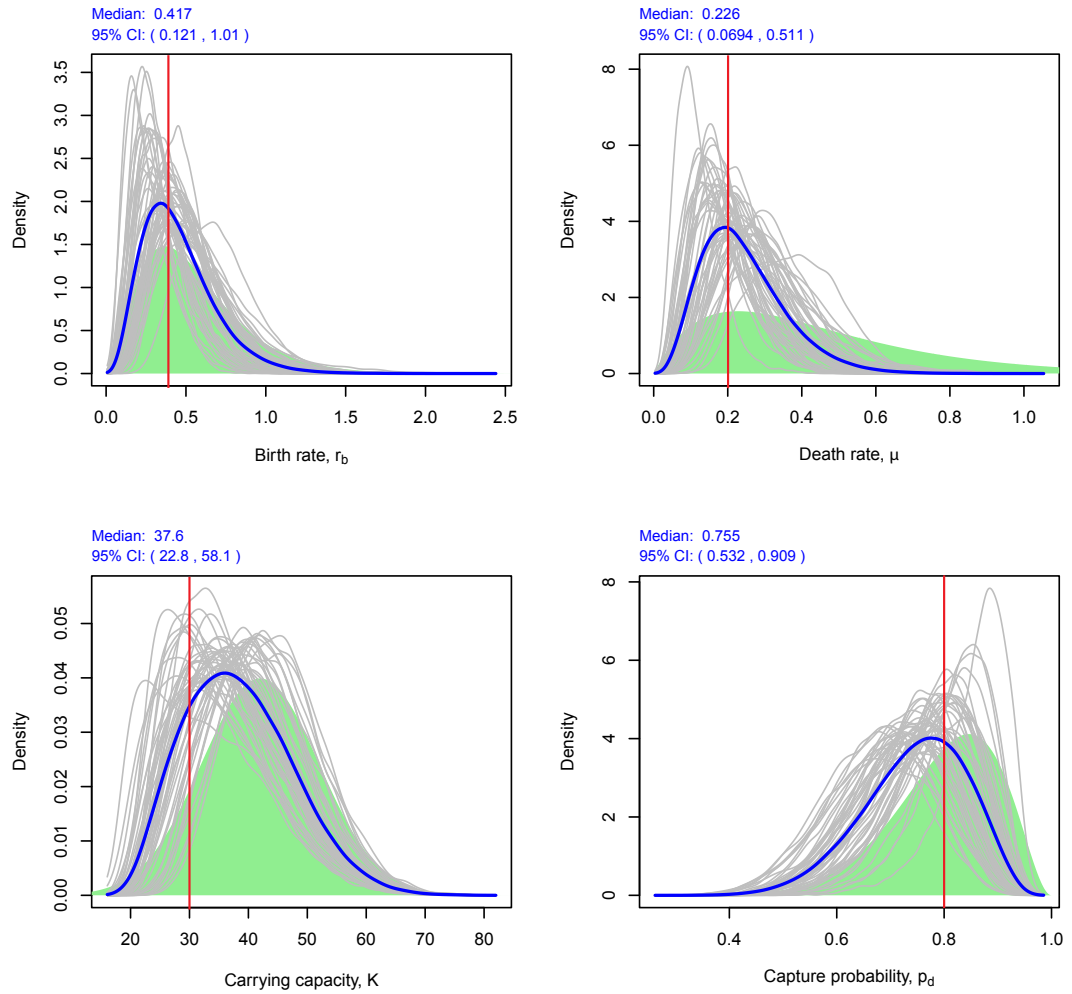 Median: 0.417
95% CI: ( 0.121 , 1.01 )
Density
0.0 0.5 1.0 1.5 2.0 2.5 3.0 3.5
0.0 0.5 1.0 1.5 2.0 2.5
Birth rate, r_b
Median: 0.226
95% CI: ( 0.0694 , 0.511 )
Density
0 2 4 6 8
0.0 0.2 0.4 0.6 0.8 1.0
Death rate, μ
Median: 37.6
95% CI: ( 22.8 , 58.1 )
Density
0.00 0.01 0.02 0.03 0.04 0.05
20 30 40 50 60 70 80
Carrying capacity, K
Median: 0.755
95% CI: ( 0.532 , 0.909 )
Density
0 2 4 6 8
0.4 0.6 0.8 1.0
Capture probability, p_d